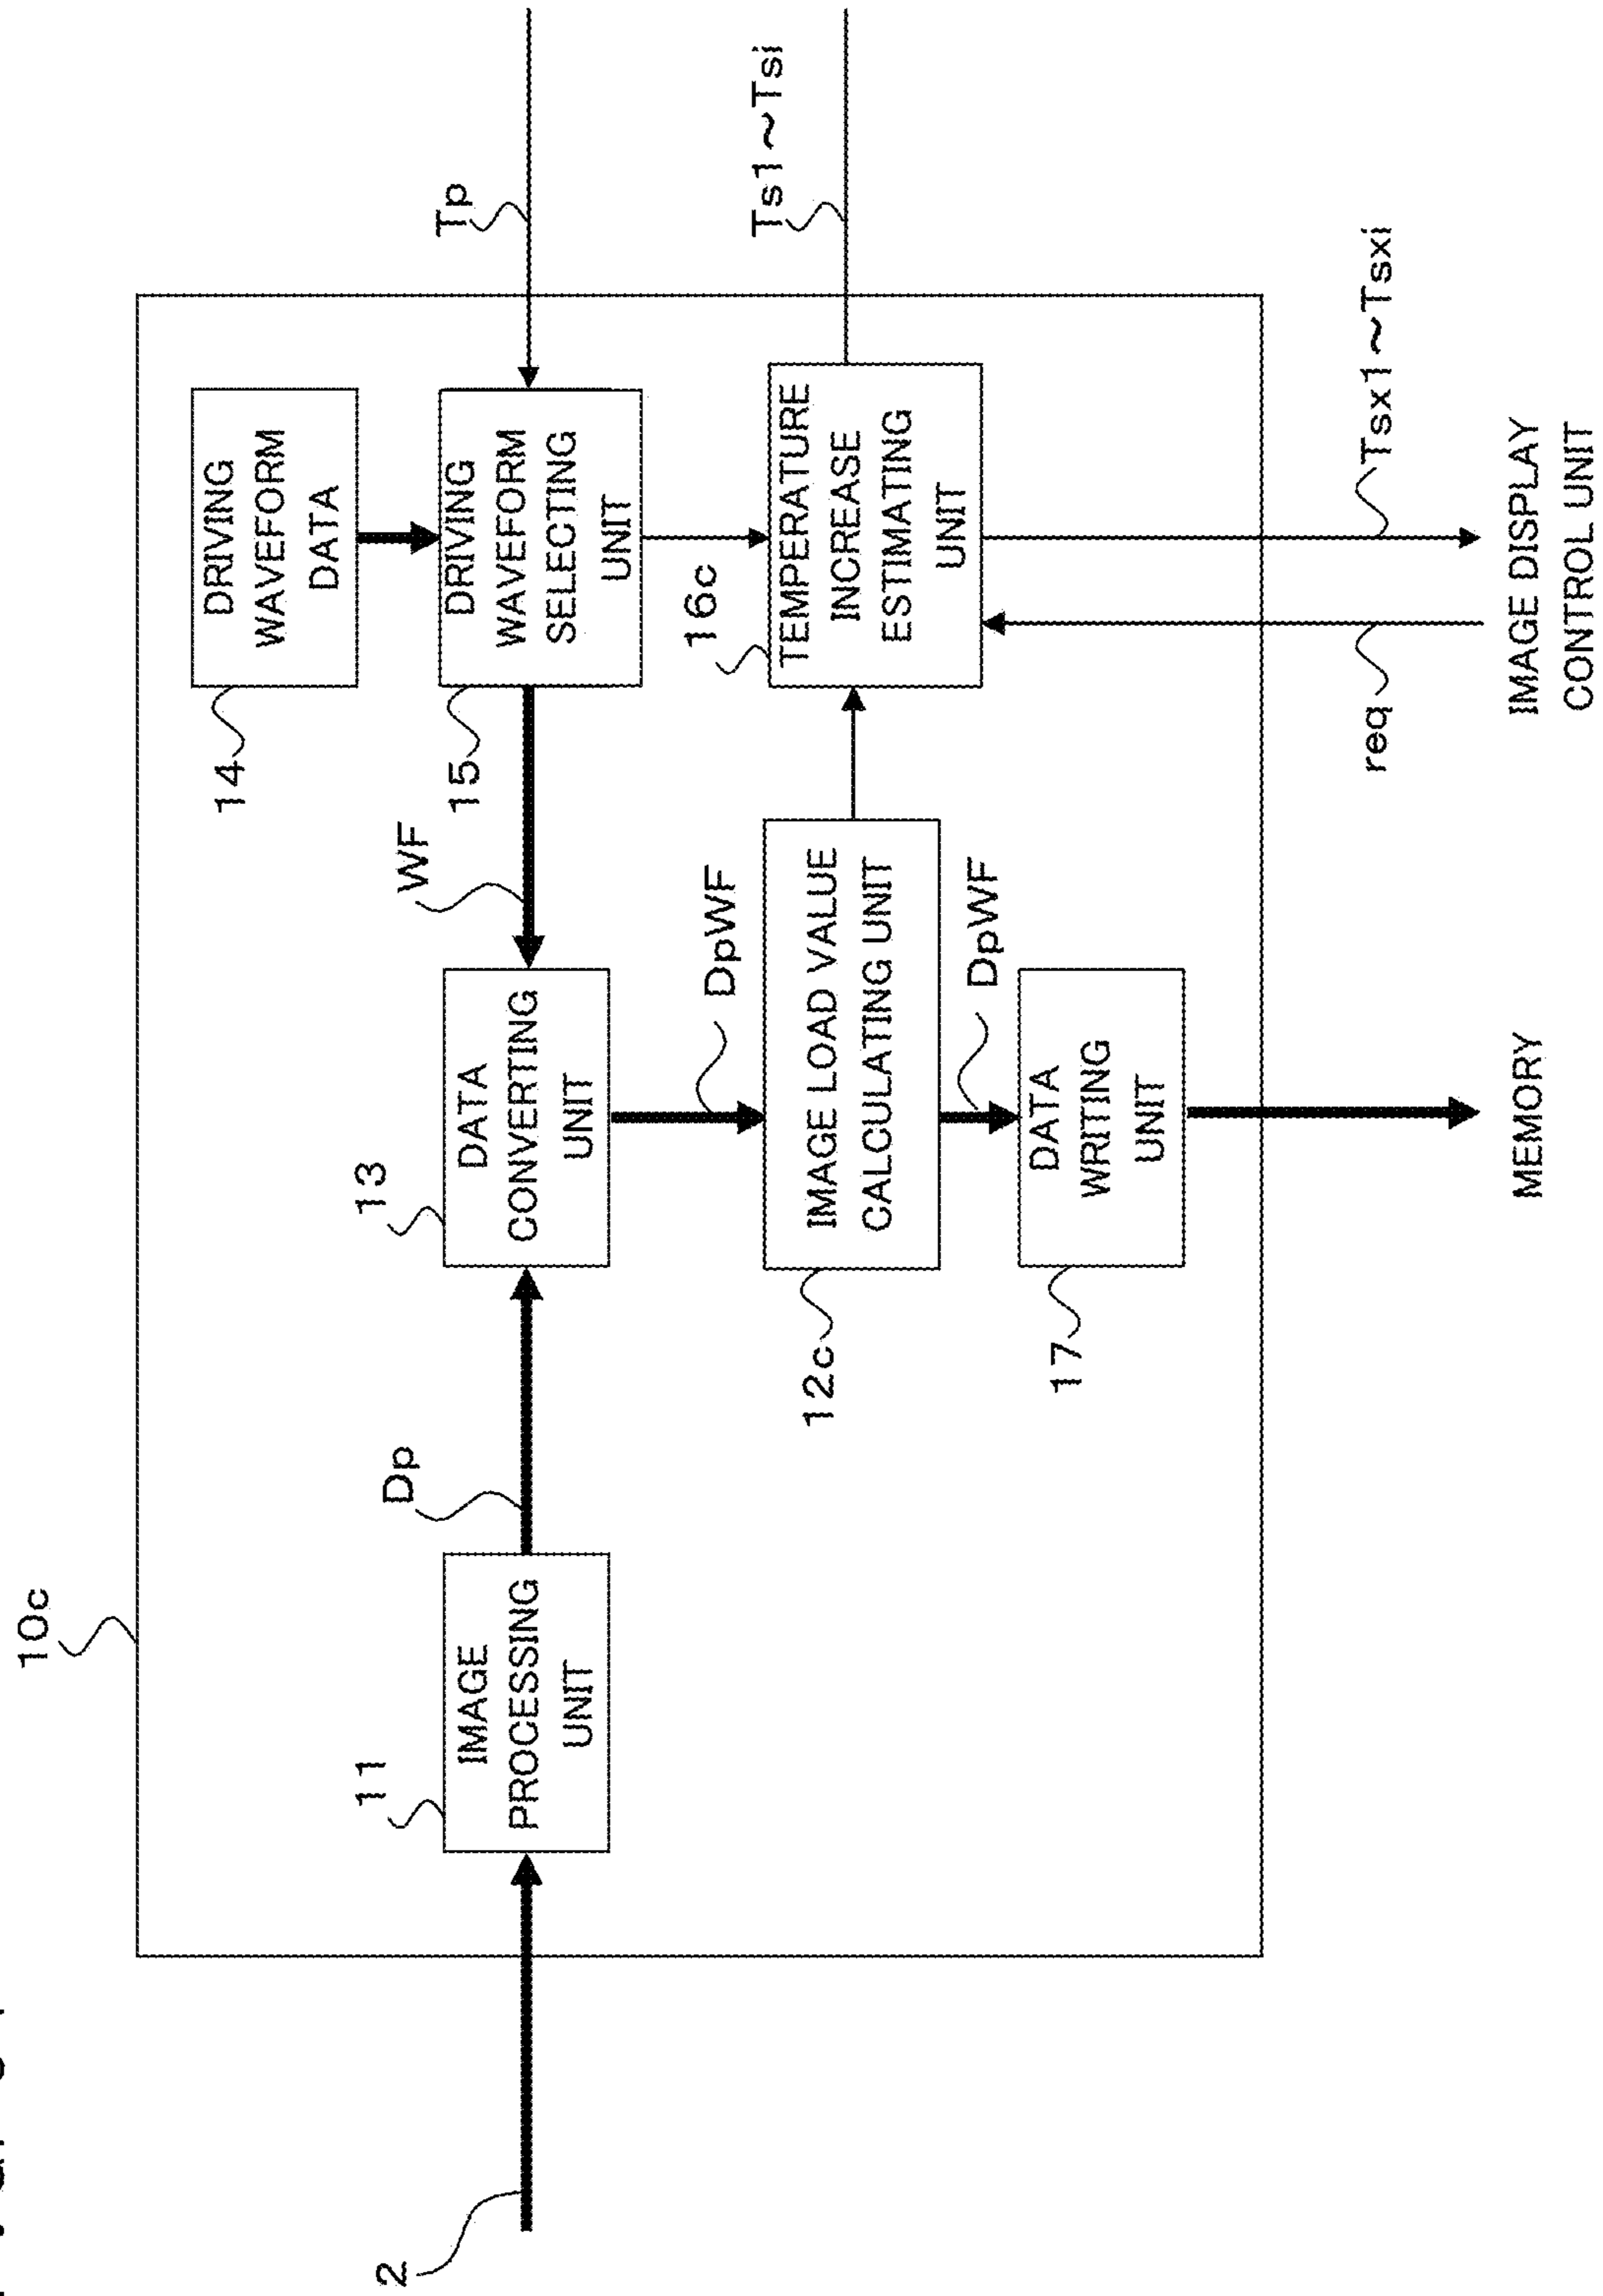 10c
2
11
IMAGE
PROCESSING
UNIT
Dp
13
DATA
CONVERTING
UNIT
WF
14
DRIVING
WAVEFORM
DATA
15
DRIVING
WAVEFORM
SELECTING
UNIT
Tp
DpWF
12c
IMAGE LOAD VALUE
CALCULATING UNIT
16c
TEMPERATURE
INCREASE
ESTIMATING
UNIT
Ts1~Tsi
DpWF
17
DATA
WRITING
UNIT
req
Tsx1~Tsxi
MEMORY
IMAGE DISPLAY
CONTROL UNIT